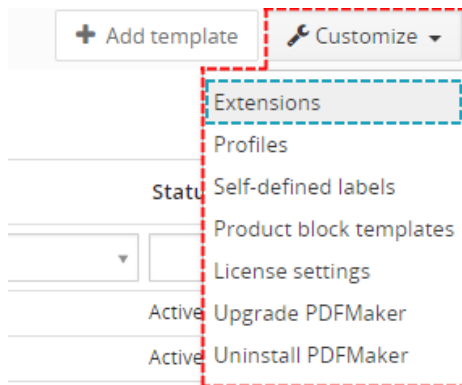 Add template
Customize
Extensions
Profiles
Statu
Self-defined labels
Product block templates
License settings
Active
Upgrade PDFMaker
Active
Uninstall PDFMaker